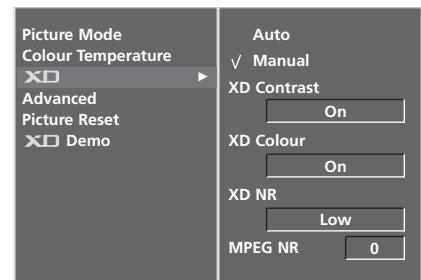 Picture Mode
Colour Temperature
XD
Advanced
Picture Reset
XD Demo
Auto
√ Manual
XD Contrast
On
XD Colour
On
XD NR
Low
MPEG NR 0